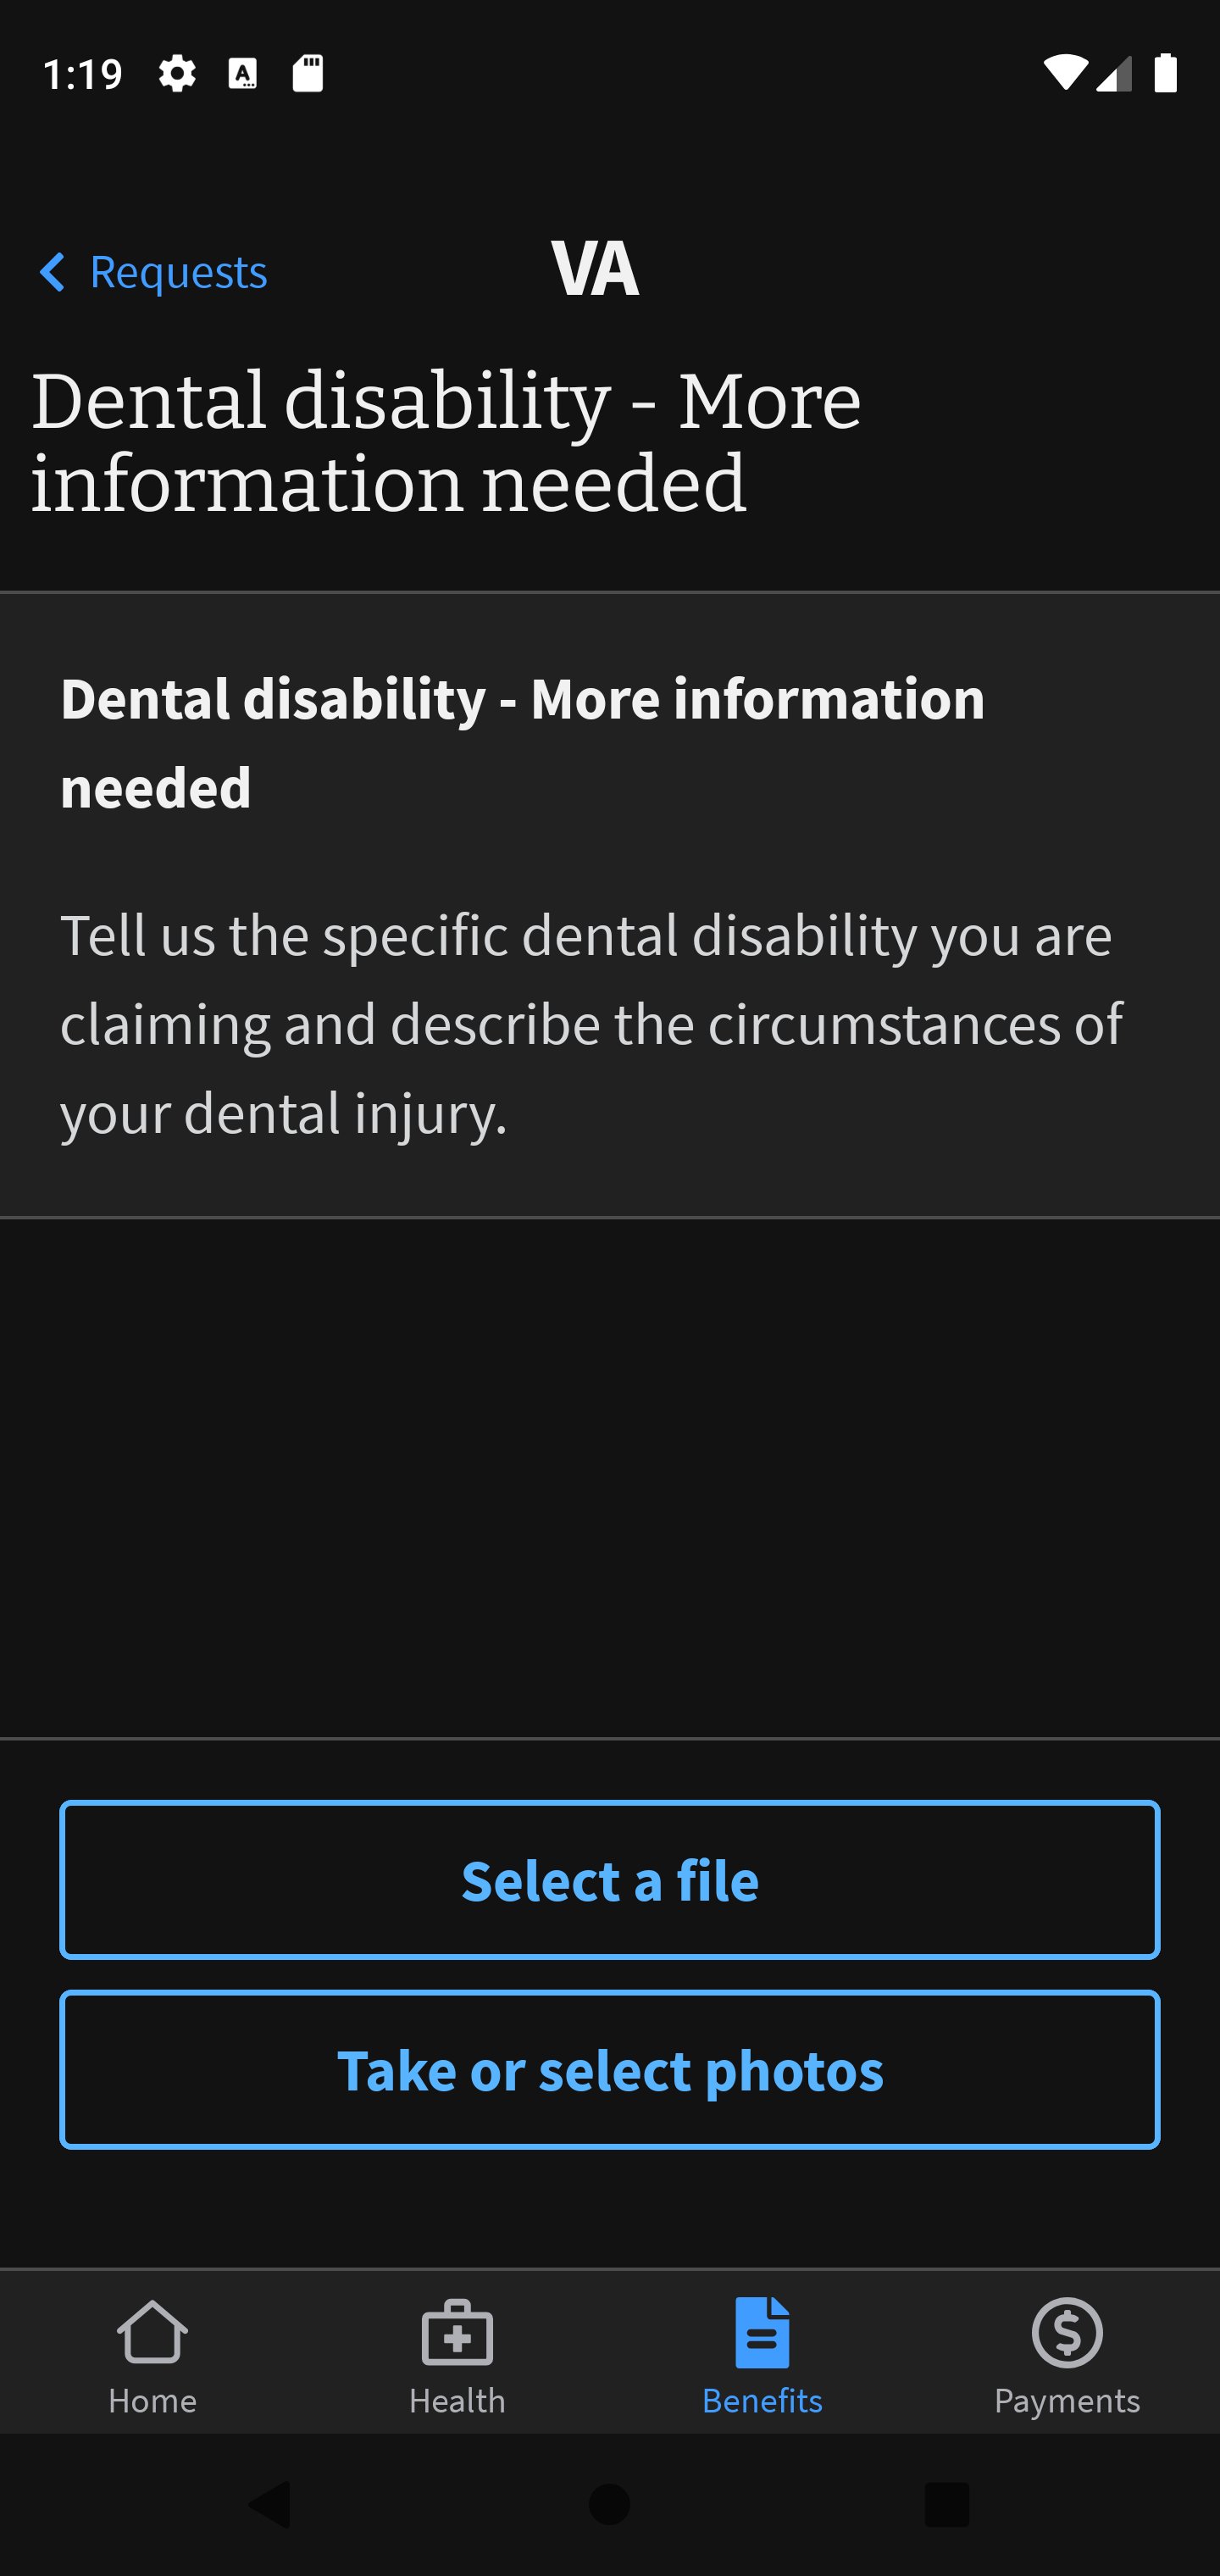 1:19
Requests
VA
Dental disability - More
information needed
Dental disability - More information
needed
Tell us the specific dental disability you are
claiming and describe the circumstances of
your dental injury.
Select a file
Take or select photos
Home
Health
Benefits
Payments